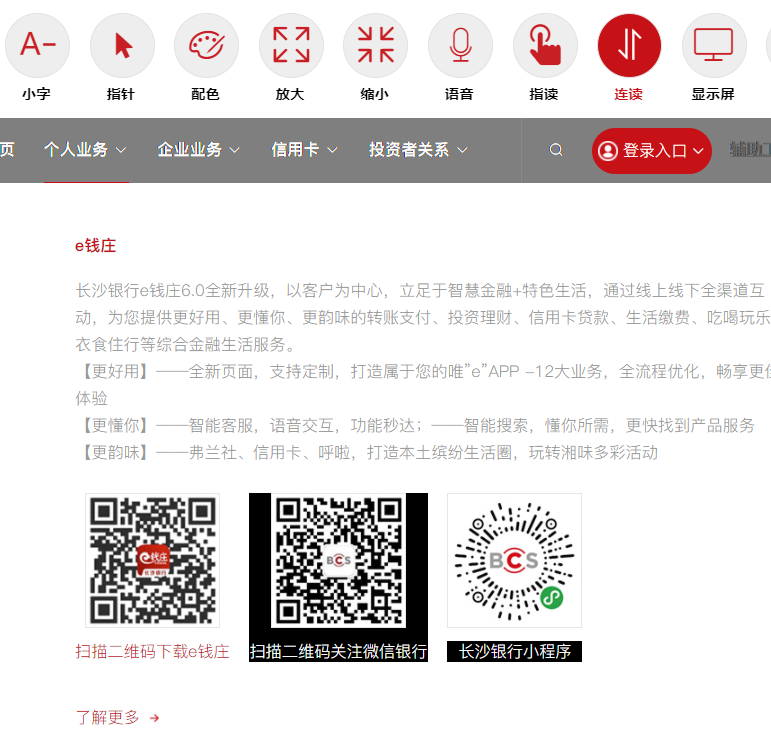 A-
小字 指针 配色 放大 缩小 语音 指读 连读 显示屏
页 个人业务 企业业务 信用卡 投资者关系 登录入口
e钱庄
长沙银行e钱庄6.0全新升级，以客户为中心，立足于智慧金融+特色生活，通过线上线下全渠道互
动，为您提供更好用、更懂你、更韵味的转账支付、投资理财、信用卡贷款、生活缴费、吃喝玩乐
衣食住行等综合金融生活服务。
【更好用】——全新页面，支持定制，打造属于您的唯”e”APP -12大业务，全流程优化，畅享更
体验
【更懂你】——智能客服，语音交互，功能秒达；——智能搜索，懂你所需，更快找到产品服务
【更韵味】——弗兰社、信用卡、呼啦，打造本土缤纷生活圈，玩转湘味多彩活动
e钱庄
长沙银行
BCS
BCS
扫描二维码下载e钱庄 扫描二维码关注微信银行 长沙银行小程序
了解更多